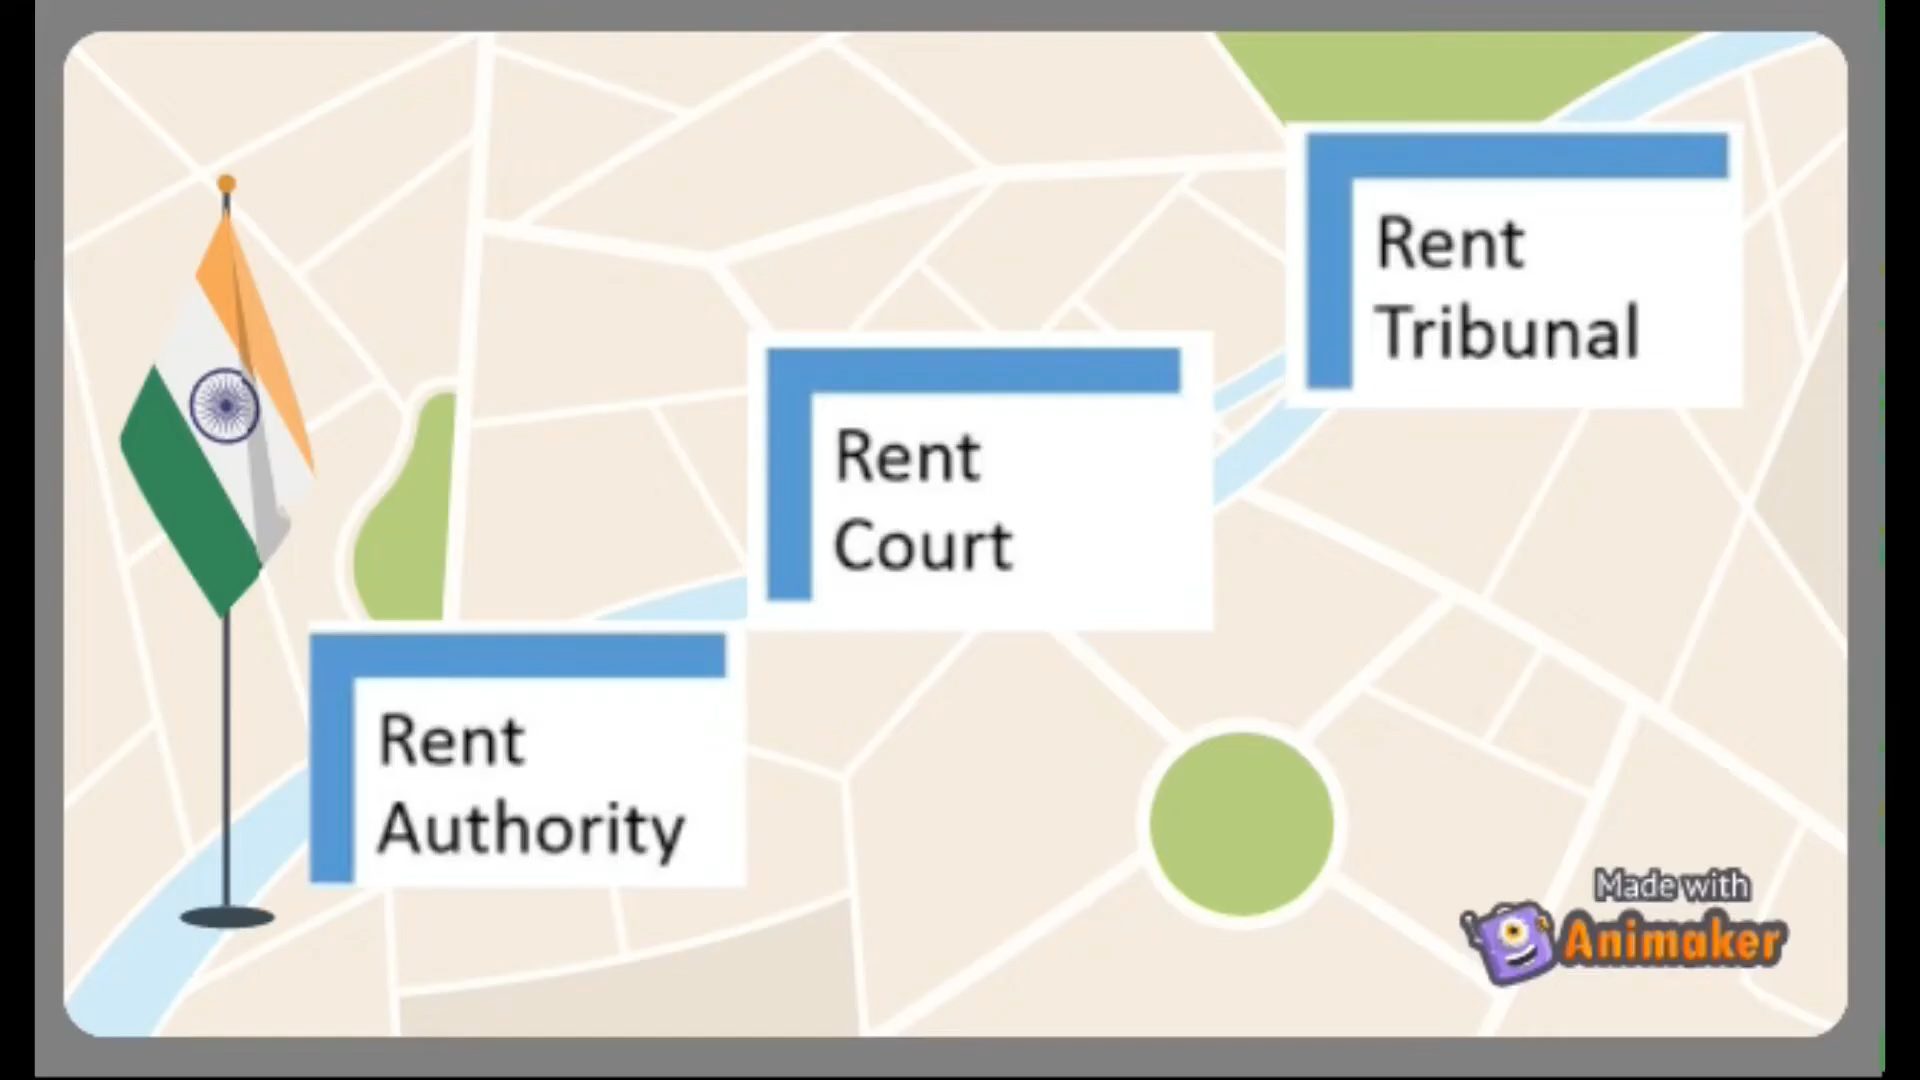 Rent
Tribunal
Rent
Court
Rent
Authority
Made with
Animaker